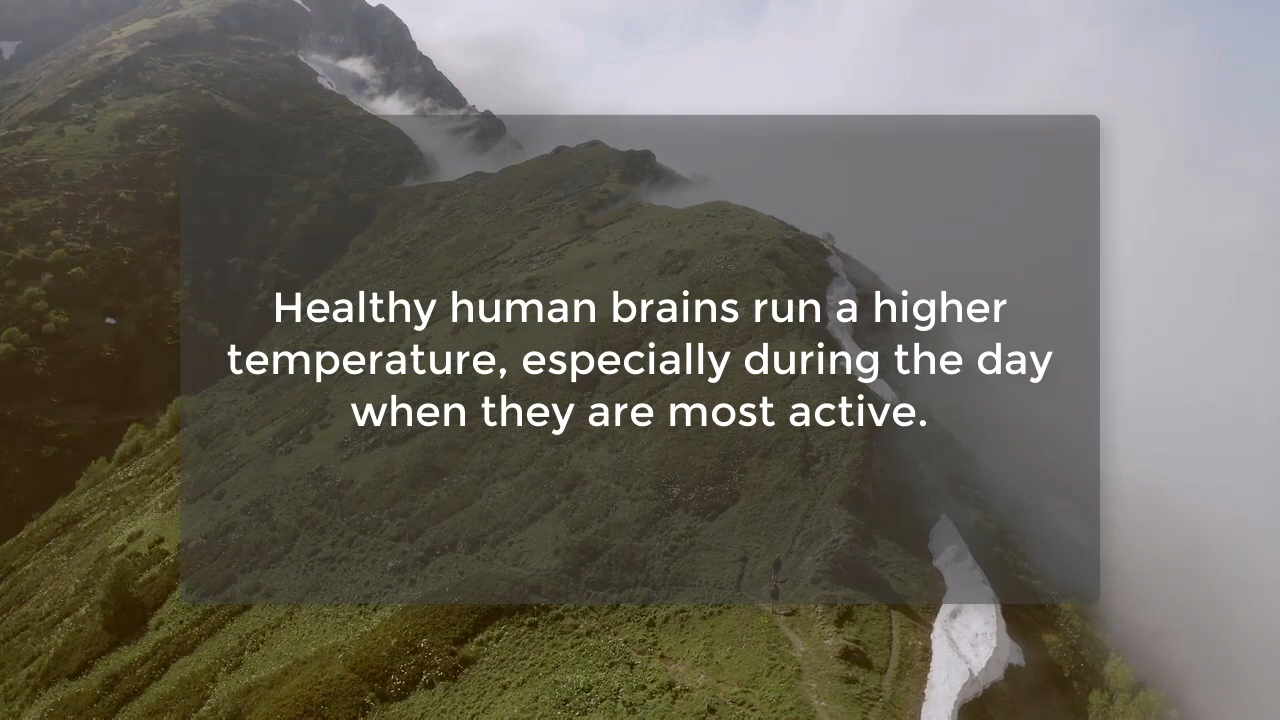 Healthy human brains run a higher
temperature, especially during the day
when they are most active.